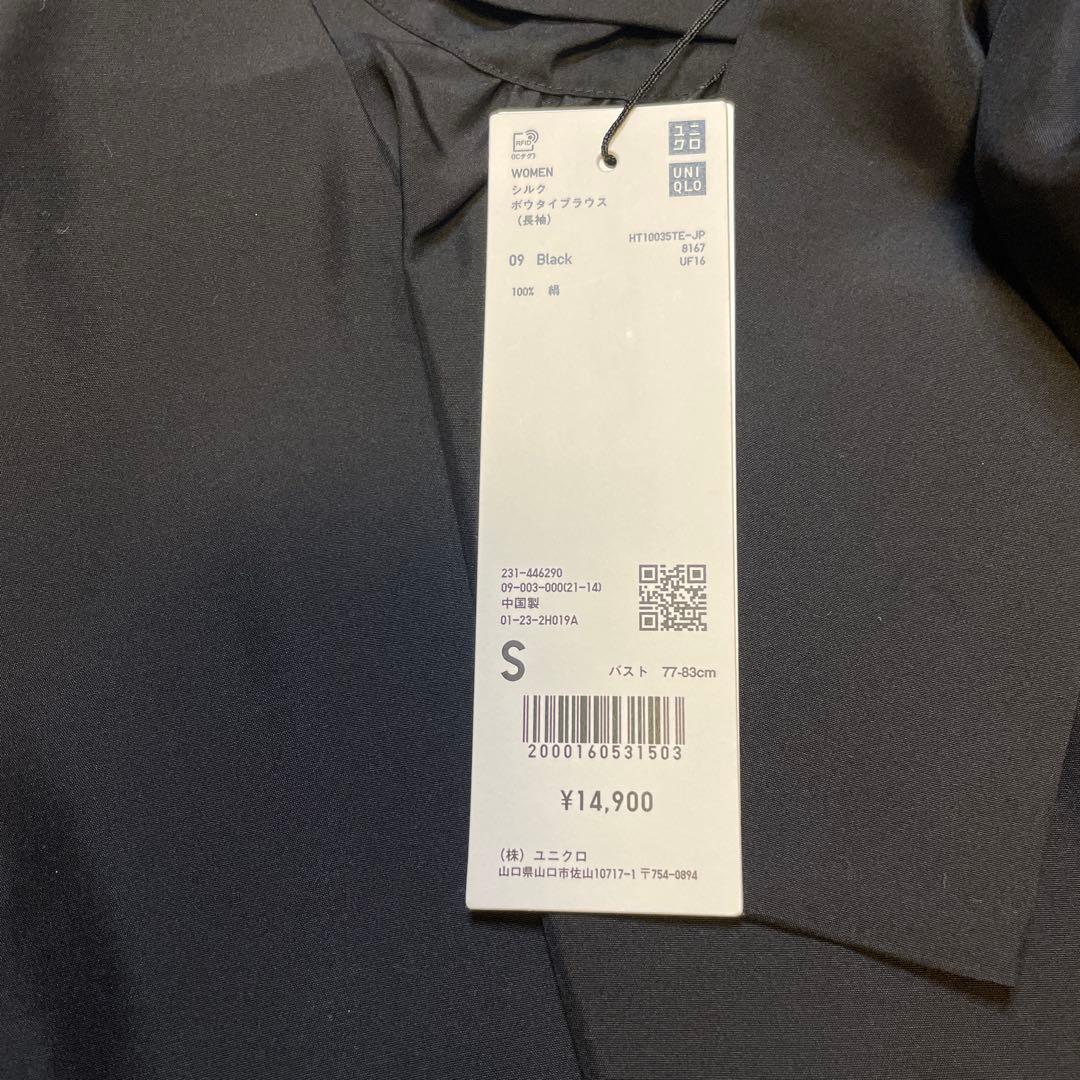 RFID
(ICタグ)
ユニ
クロ
UNI
QLO
WOMEN
シルク
ボウタイブラウス
(長袖)
HT10035TE-JP
8167
UF16
09 Black
100% 絹
231-446290
09-003-000(21-14)
中国製
01-23-2H019A
S
バスト 77-83cm
2000160531503
¥14,900
(株) ユニクロ
山口県山口市佐山10717-1 〒754-0894